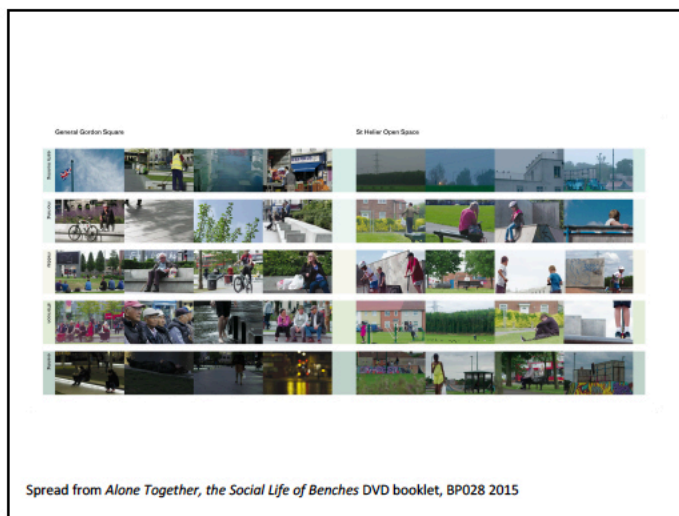 General Gordon Square
St Helier Open Space
Spread from Alone Together, the Social Life of Benches DVD booklet, BP028 2015